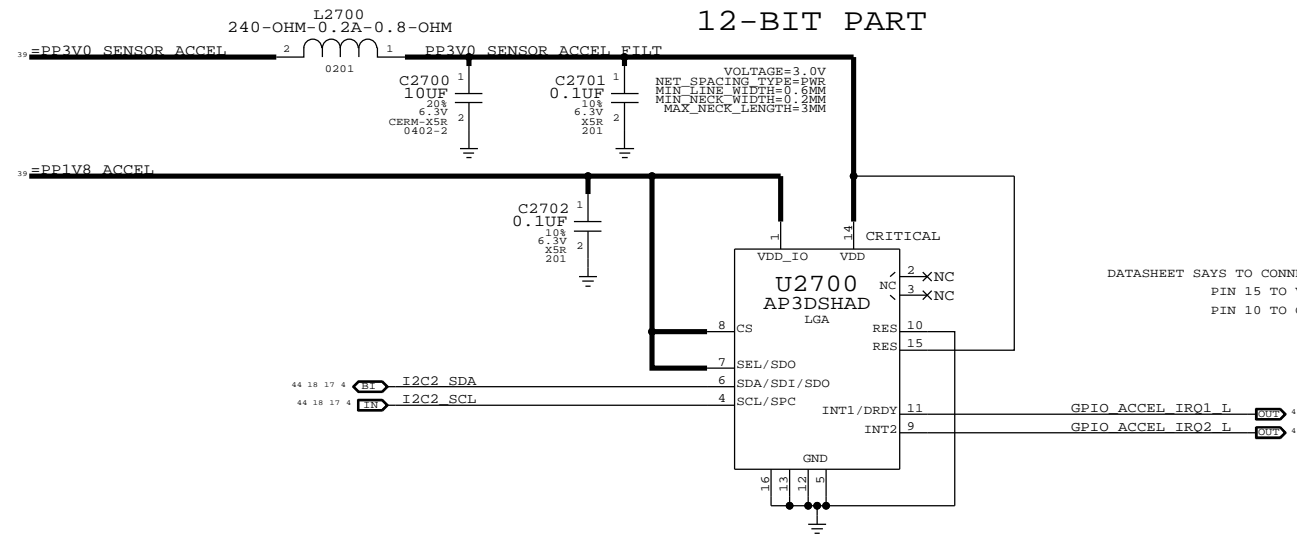 12-BIT PART
L2700
240-OHM-0.2A-0.8-OHM
39 =PP3V0_SENSOR_ACCEL
2
1
PP3V0_SENSOR_ACCEL_FILT
0201
C2700
10UF
20%
6.3V
CERM-X5R
0402-2
1
2
C2701
0.1UF
10%
6.3V
X5R
201
1
2
VOLTAGE=3.0V
NET_SPACING_TYPE=PWR
MIN_LINE_WIDTH=0.6MM
MIN_NECK_WIDTH=0.2MM
MAX_NECK_LENGTH=3MM
39 =PP1V8_ACCEL
C2702
0.1UF
10%
6.3V
X5R
201
1
2
1
14
CRITICAL
VDD_IO
VDD
U2700
AP3DSHAD
LGA
NC
2 NC
3 NC
DATASHEET SAYS TO CONN
PIN 15 TO
PIN 10 TO
8 CS
RES 10
RES 15
7 SEL/SDO
44 18 17 4 BI I2C2_SDA 6 SDA/SDI/SDO
44 18 17 4 IN I2C2_SCL 4 SCL/SPC
INT1/DRDY 11 GPIO_ACCEL_IRQ1_L OUT 4
INT2 9 GPIO_ACCEL_IRQ2_L OUT 4
GND
16
13
12
5